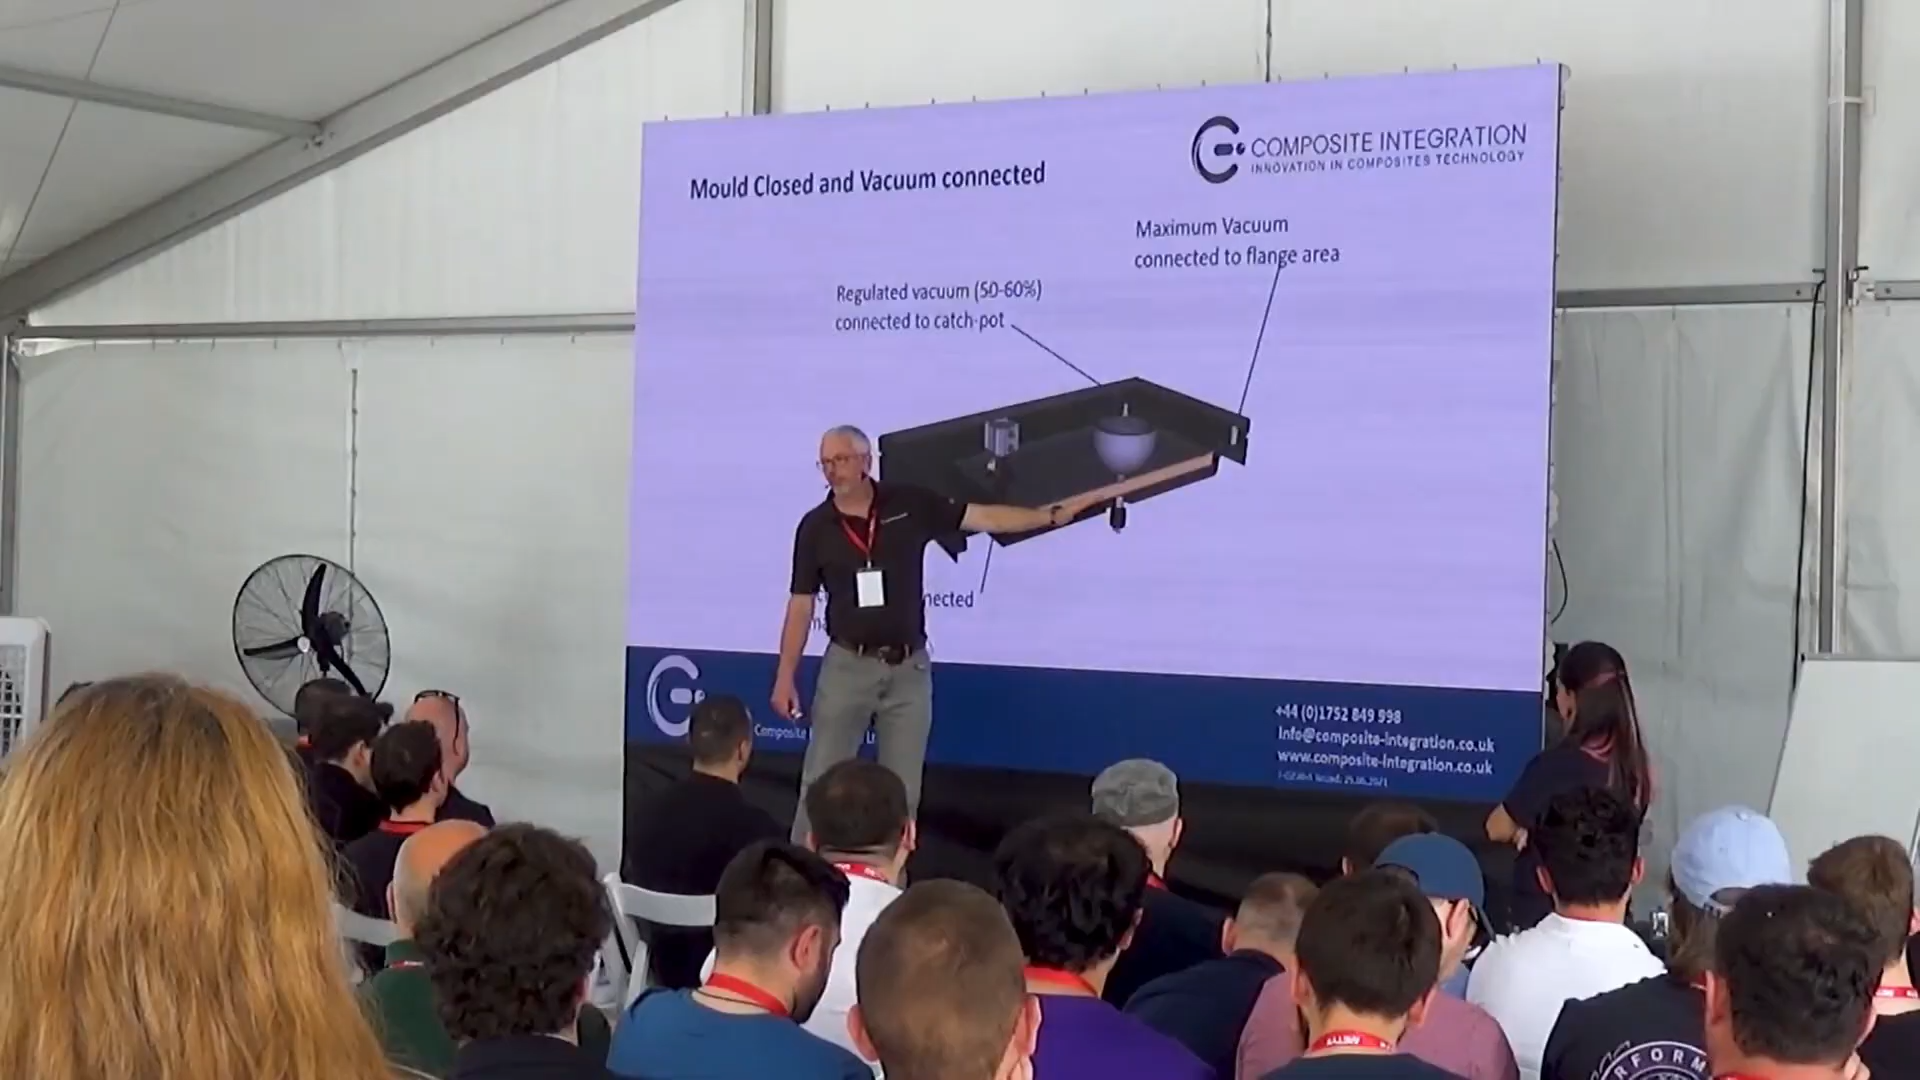 COMPOSITE INTEGRATION
INNOVATION IN COMPOSITES TECHNOLOGY
Mould Closed and Vacuum connected
Maximum Vacuum
connected to flange area
Regulated vacuum (50-60%)
connected to catch-pot
nected
Composite
+44 (0)1752 849 998
Info@composite-integration.co.uk
www.composite-integration.co.uk
METYX
RFORM